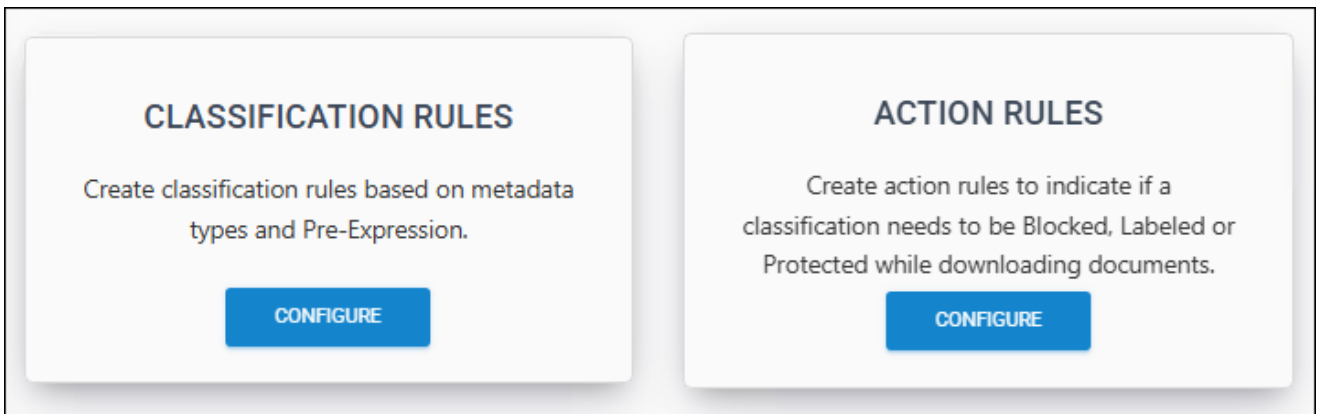 CLASSIFICATION RULES
Create classification rules based on metadata
types and Pre-Expression.
CONFIGURE
ACTION RULES
Create action rules to indicate if a
classification needs to be Blocked, Labeled or
Protected while downloading documents.
CONFIGURE